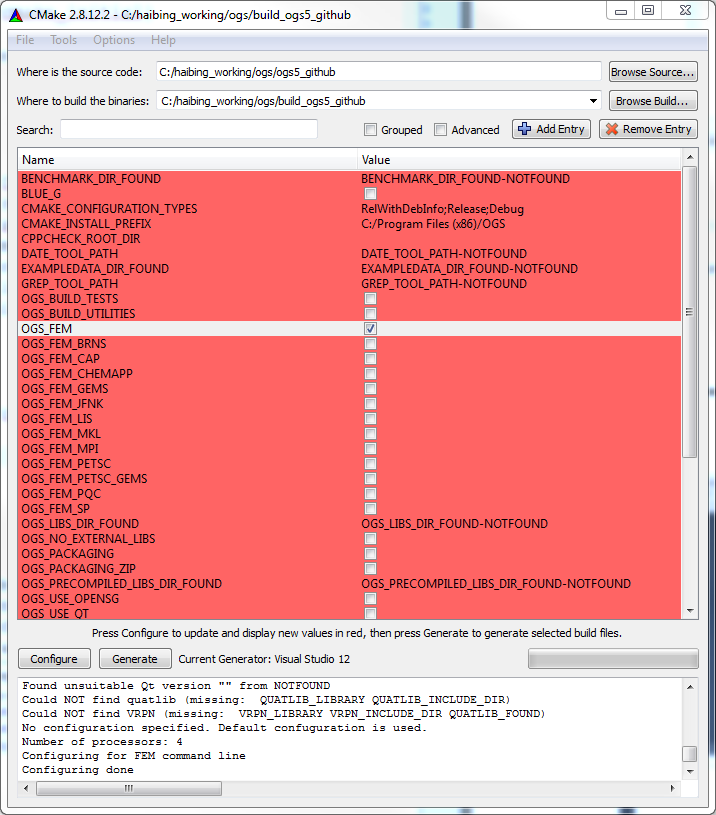 CMake 2.8.12.2 - C:/haibing_working/ogs/build_ogs5_github
File Tools Options Help
Where is the source code: C:/haibing_working/ogs/ogs5_github Browse Source...
Where to build the binaries: C:/haibing_working/ogs/build_ogs5_github Browse Build...
Search: Grouped Advanced Add Entry Remove Entry
Name Value
BENCHMARK_DIR_FOUND BENCHMARK_DIR_FOUND-NOTFOUND
BLUE_G
CMAKE_CONFIGURATION_TYPES RelWithDebInfo;Release;Debug
CMAKE_INSTALL_PREFIX C:/Program Files (x86)/OGS
CPPCHECK_ROOT_DIR
DATE_TOOL_PATH DATE_TOOL_PATH-NOTFOUND
EXAMPLEDATA_DIR_FOUND EXAMPLEDATA_DIR_FOUND-NOTFOUND
GREP_TOOL_PATH GREP_TOOL_PATH-NOTFOUND
OGS_BUILD_TESTS
OGS_BUILD_UTILITIES
OGS_FEM
OGS_FEM_BRNS
OGS_FEM_CAP
OGS_FEM_CHEMAPP
OGS_FEM_GEMS
OGS_FEM_JFNK
OGS_FEM_LIS
OGS_FEM_MKL
OGS_FEM_MPI
OGS_FEM_PETSC
OGS_FEM_PETSC_GEMS
OGS_FEM_PQC
OGS_FEM_SP
OGS_LIBS_DIR_FOUND OGS_LIBS_DIR_FOUND-NOTFOUND
OGS_NO_EXTERNAL_LIBS
OGS_PACKAGING
OGS_PACKAGING_ZIP
OGS_PRECOMPILED_LIBS_DIR_FOUND OGS_PRECOMPILED_LIBS_DIR_FOUND-NOTFOUND
OGS_USE_OPENSG
OGS_USE_QT
Press Configure to update and display new values in red, then press Generate to generate selected build files.
Configure Generate Current Generator: Visual Studio 12
Found unsuitable Qt version "" from NOTFOUND
Could NOT find quatlib (missing:  QUATLIB_LIBRARY QUATLIB_INCLUDE_DIR)
Could NOT find VRPN (missing:  VRPN_LIBRARY VRPN_INCLUDE_DIR QUATLIB_FOUND)
No configuration specified. Default confuguration is used.
Number of processors: 4
Configuring for FEM command line
Configuring done